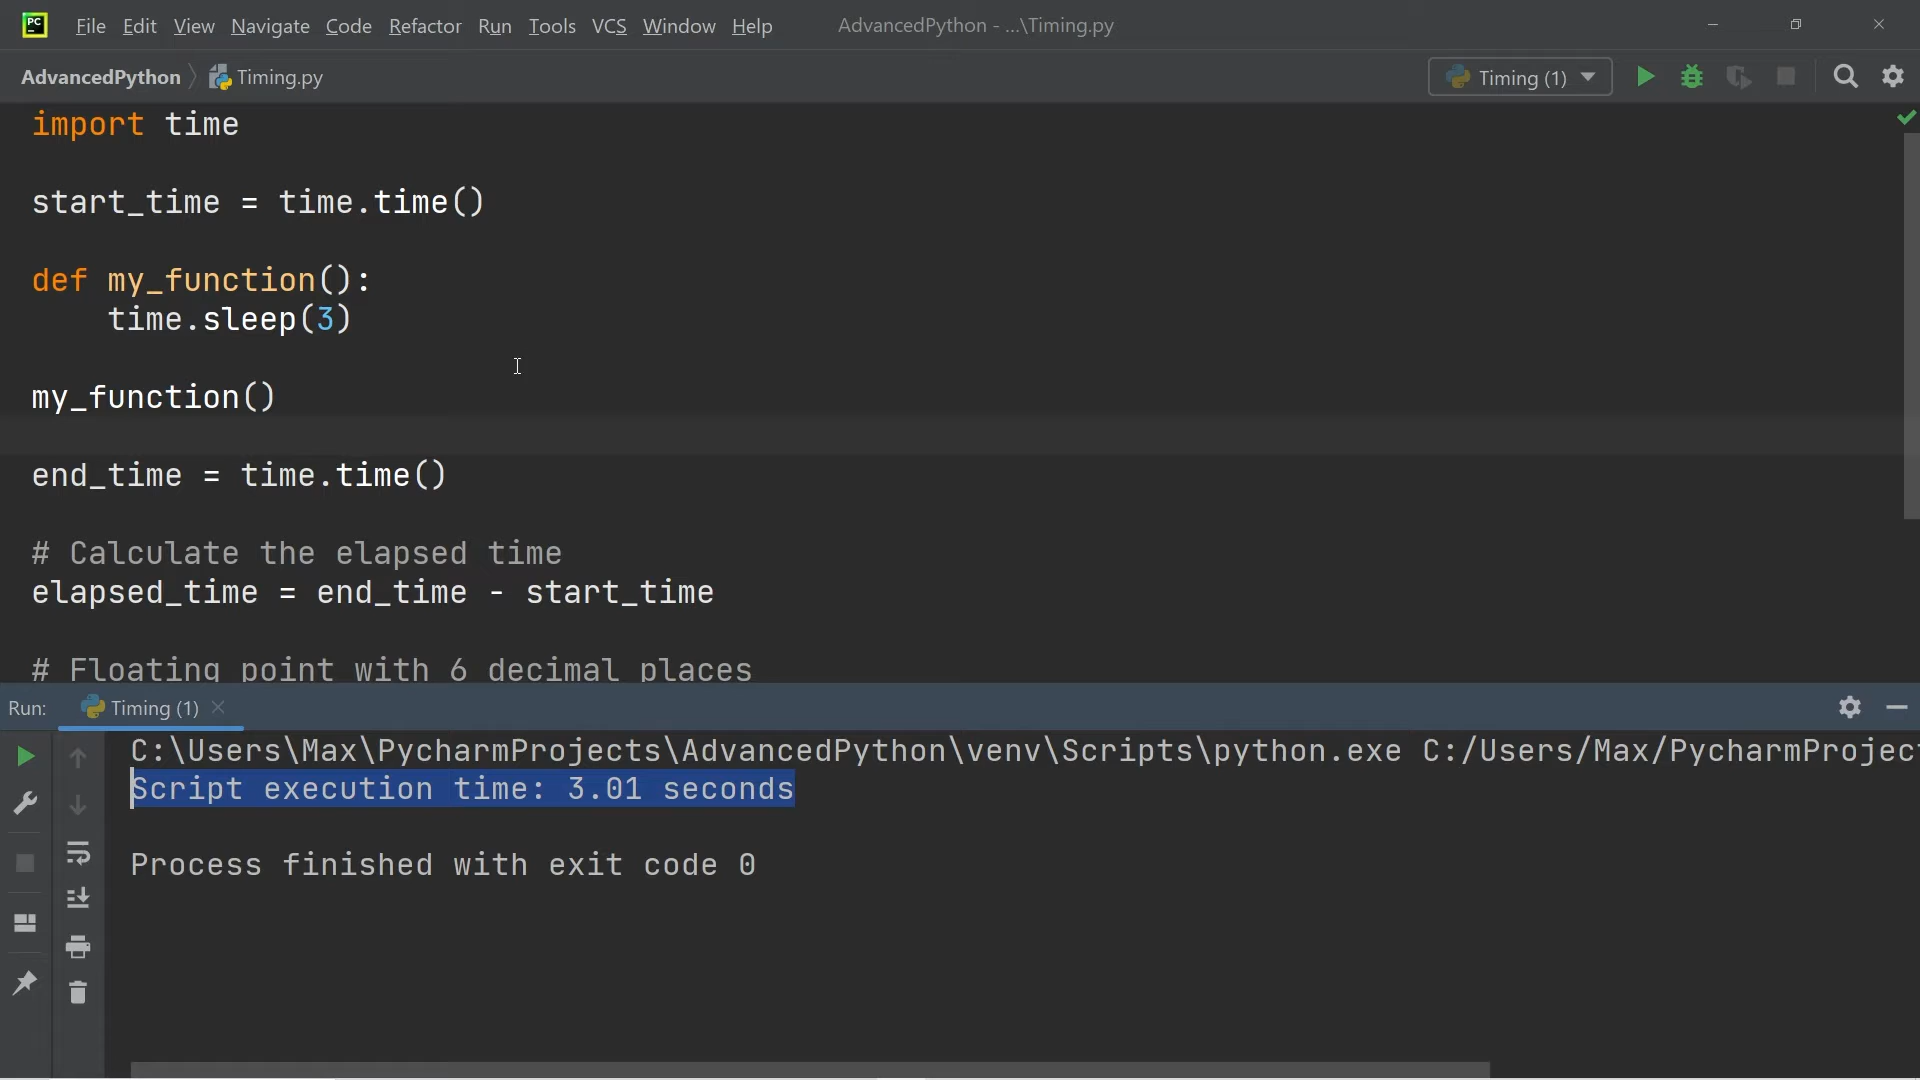 PC
File Edit View Navigate Code Refactor Run Tools VCS Window Help AdvancedPython - ...\Timing.py
AdvancedPython Timing.py Timing (1)
import time
start_time = time.time()
def my_function():
    time.sleep(3)
my_function()
end_time = time.time()
# Calculate the elapsed time
elapsed_time = end_time - start_time
# Floating point with 6 decimal places
Run: Timing (1)
C:\Users\Max\PycharmProjects\AdvancedPython\venv\Scripts\python.exe C:/Users/Max/PycharmProjec
Script execution time: 3.01 seconds
Process finished with exit code 0